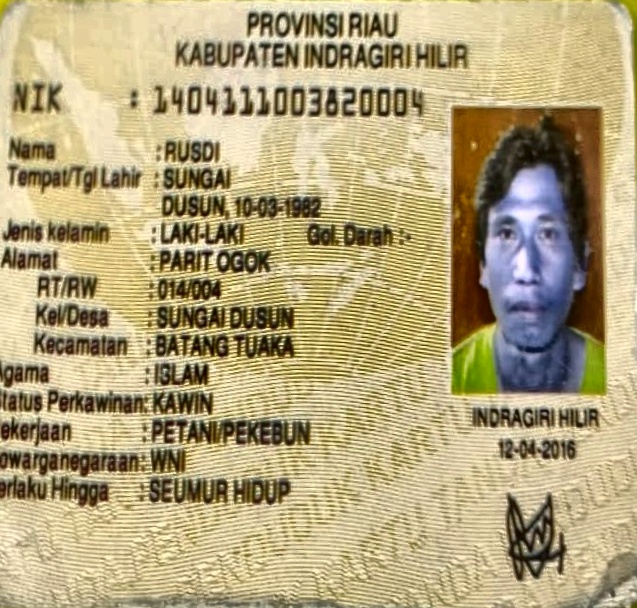 PROVINSI RIAU
KABUPATEN INDRAGIRI HILIR
NIK : 1404111003820004
Nama : RUSDI
Tempat/Tgl Lahir : SUNGAI
DUSUN, 10-03-1982
Jenis kelamin : LAKI-LAKI Gol. Darah :-
Alamat : PARIT OGOK
RT/RW : 014/004
Kel/Desa : SUNGAI DUSUN
Kecamatan : BATANG TUAKA
Agama : ISLAM
Status Perkawinan: KAWIN
ekerjaan : PETANI/PEKEBUN
ewarganegaraan: WNI
erlaku Hingga : SEUMUR HIDUP
INDRAGIRI HILIR
12-04-2016